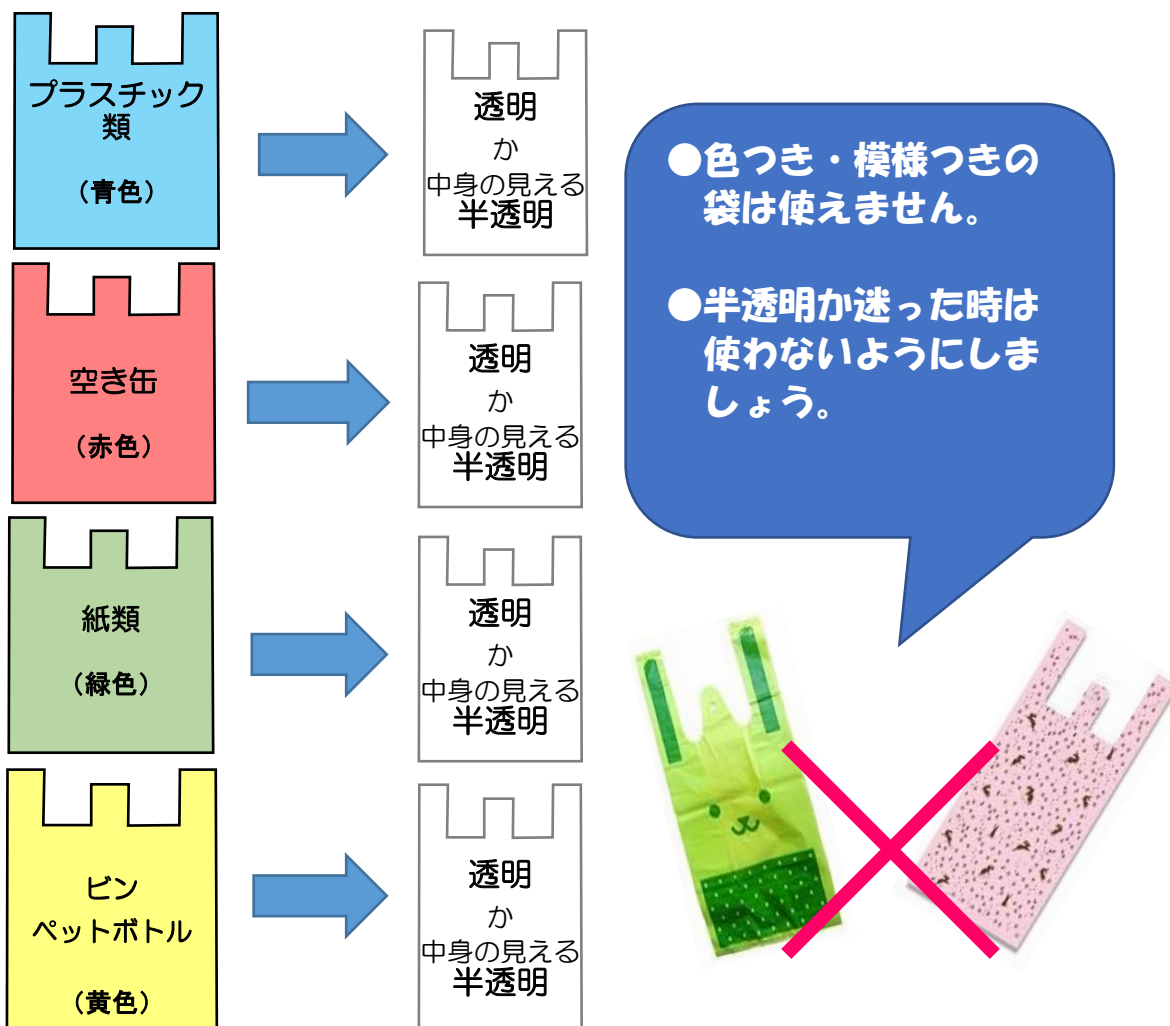 プラスチック
類
（青色）
透明
か
中身の見える
半透明
空き缶
（赤色）
透明
か
中身の見える
半透明
紙類
（緑色）
透明
か
中身の見える
半透明
ビン
ペットボトル
（黄色）
透明
か
中身の見える
半透明
●色つき・模様つきの
袋は使えません。
●半透明か迷った時は
使わないようにしま
しょう。